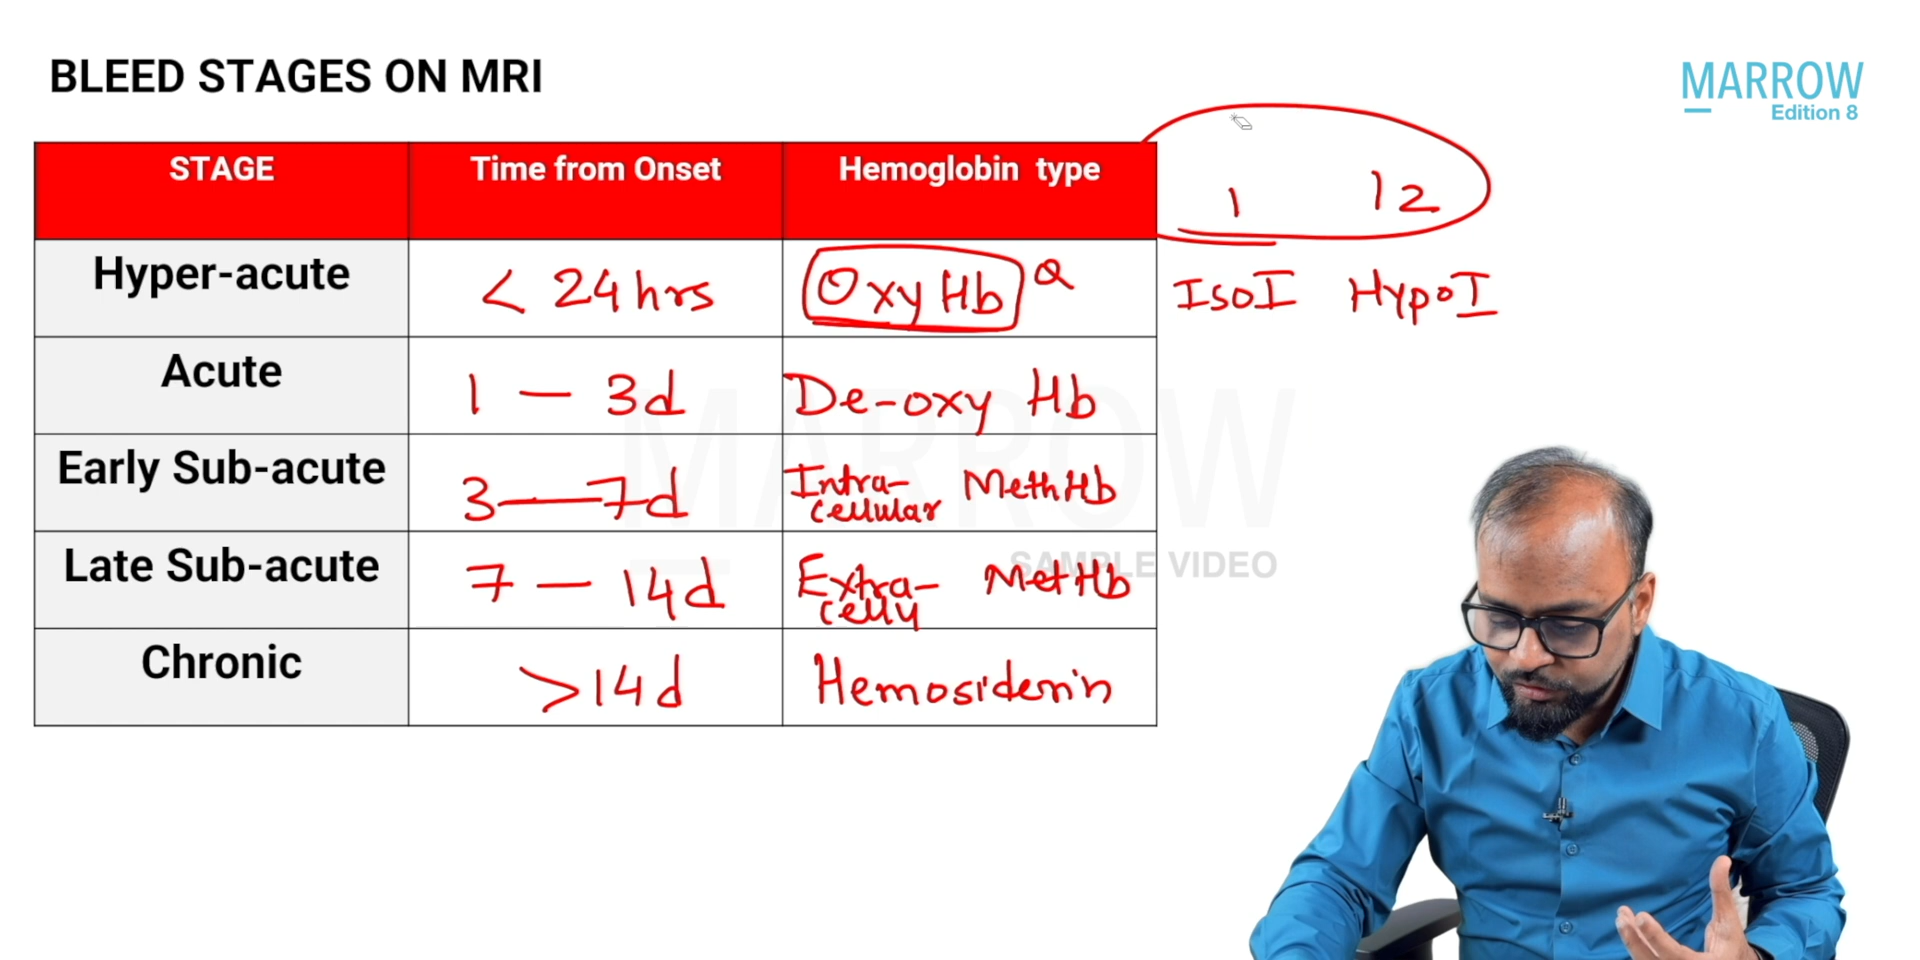 BLEED STAGES ON MRI
MARROW
Edition 8
STAGE Time from Onset Hemoglobin type 1 12
Hyper-acute < 24 hrs Oxy Hb Q IsoI HypoI
Acute 1 — 3d De-oxy Hb
Early Sub-acute 3 — 7d Intra- MethHb
cellular
Late Sub-acute 7 — 14d Extra- MetHb
Chronic >14d Hemosiderin
MARROW
SAMPLE VIDEO